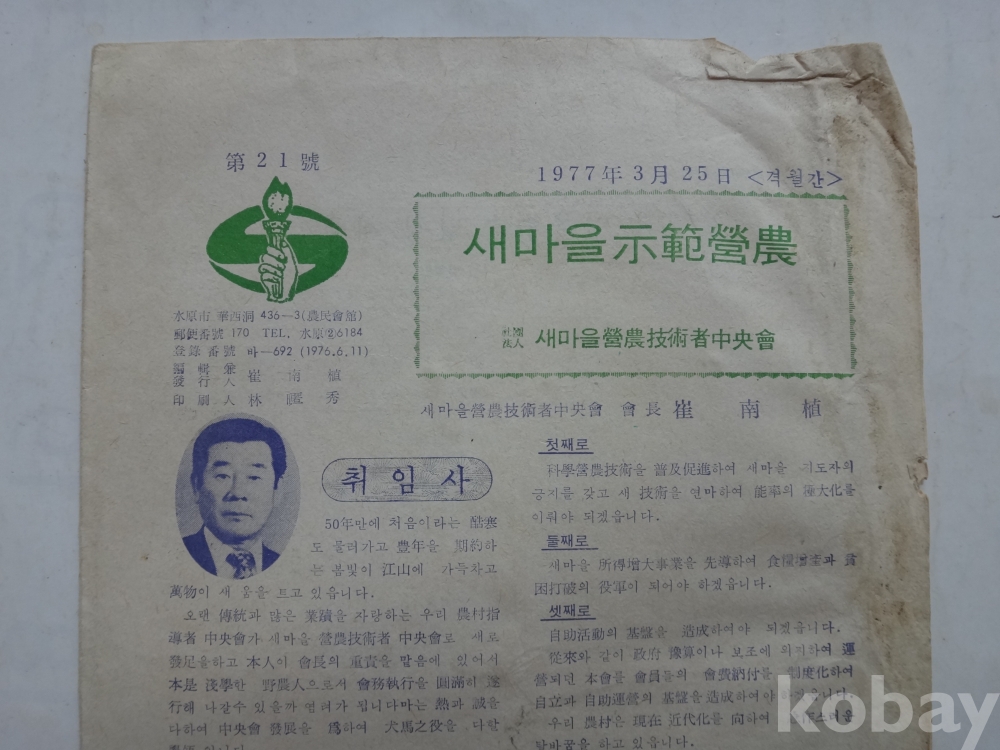 第21號
1977年3月25日 <격월간>
새마을示範營農
社團法人 새마을營農技術者中央會
水原市 華西洞 436-3(農民會館)
郵便番號 170 TEL. 水原②6184
登錄番號 바-692 (1976.6.11)
編輯兼
發行人 崔南植
印刷人 林 秀
새마을營農技術者中央會 會長 崔南植
취임사
50年만에 처음이라는 酷寒
도 물러가고 豊年을 期約하
는 봄빛이 江山에 가득차고
萬物이 새 움을 트고 있읍니다.
오랜 傳統과 많은 業蹟을 자랑하는 우리 農村指
導者 中央會가 새마을 營農技術者 中央會로 새로
發足을하고 本人이 會長의 重責을 맡음에 있어서
本是 淺學한 野農人으로서 會務執行을 圓滿히 遂
行해 나갈수 있을까 염려가 됩니다마는 熱과 誠을
다하여 中央會 發展을 爲하여 犬馬之役을 다할
첫째로
科學營農技術을 普及促進하여 새마을 지도자의
긍지를 갖고 새 技術을 연마하여 能率의 極大化를
이뤄야 되겠읍니다.
둘째로
새마을 所得增大事業을 先導하여 食糧增産과 貧
困打破의 役軍이 되어야 하겠읍니다.
셋째로
自助活動의 基盤을 造成하여야 되겠읍니다.
從來와 같이 政府 豫算이나 보조에 의지하여 運
營되던 本會를 會員들의 會費納付를 制度化하여
自立과 自助運營의 基盤을 造成하여야 하겠읍니다.
우리 農村은 現在 近代化를 向하여
탈바꿈을 하고 있읍니다.
kobay